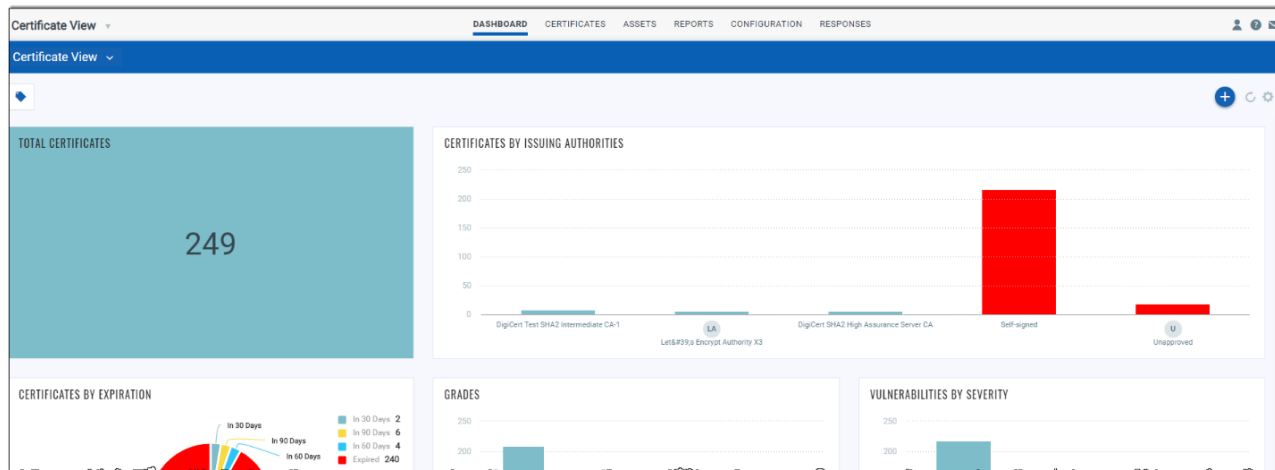 Certificate View
DASHBOARD CERTIFICATES ASSETS REPORTS CONFIGURATION RESPONSES
Certificate View
TOTAL CERTIFICATES
249
CERTIFICATES BY ISSUING AUTHORITIES
250
200
150
100
50
0
DigiCert Test SHA2 Intermediate CA-1
LA
Let&#39;s Encrypt Authority X3
DigiCert SHA2 High Assurance Server CA
Self-signed
U
Unapproved
CERTIFICATES BY EXPIRATION
In 30 Days
In 90 Days
In 60 Days
In 30 Days 2
In 90 Days 6
In 60 Days 4
Expired 240
GRADES
250
200
VULNERABILITIES BY SEVERITY
250
200